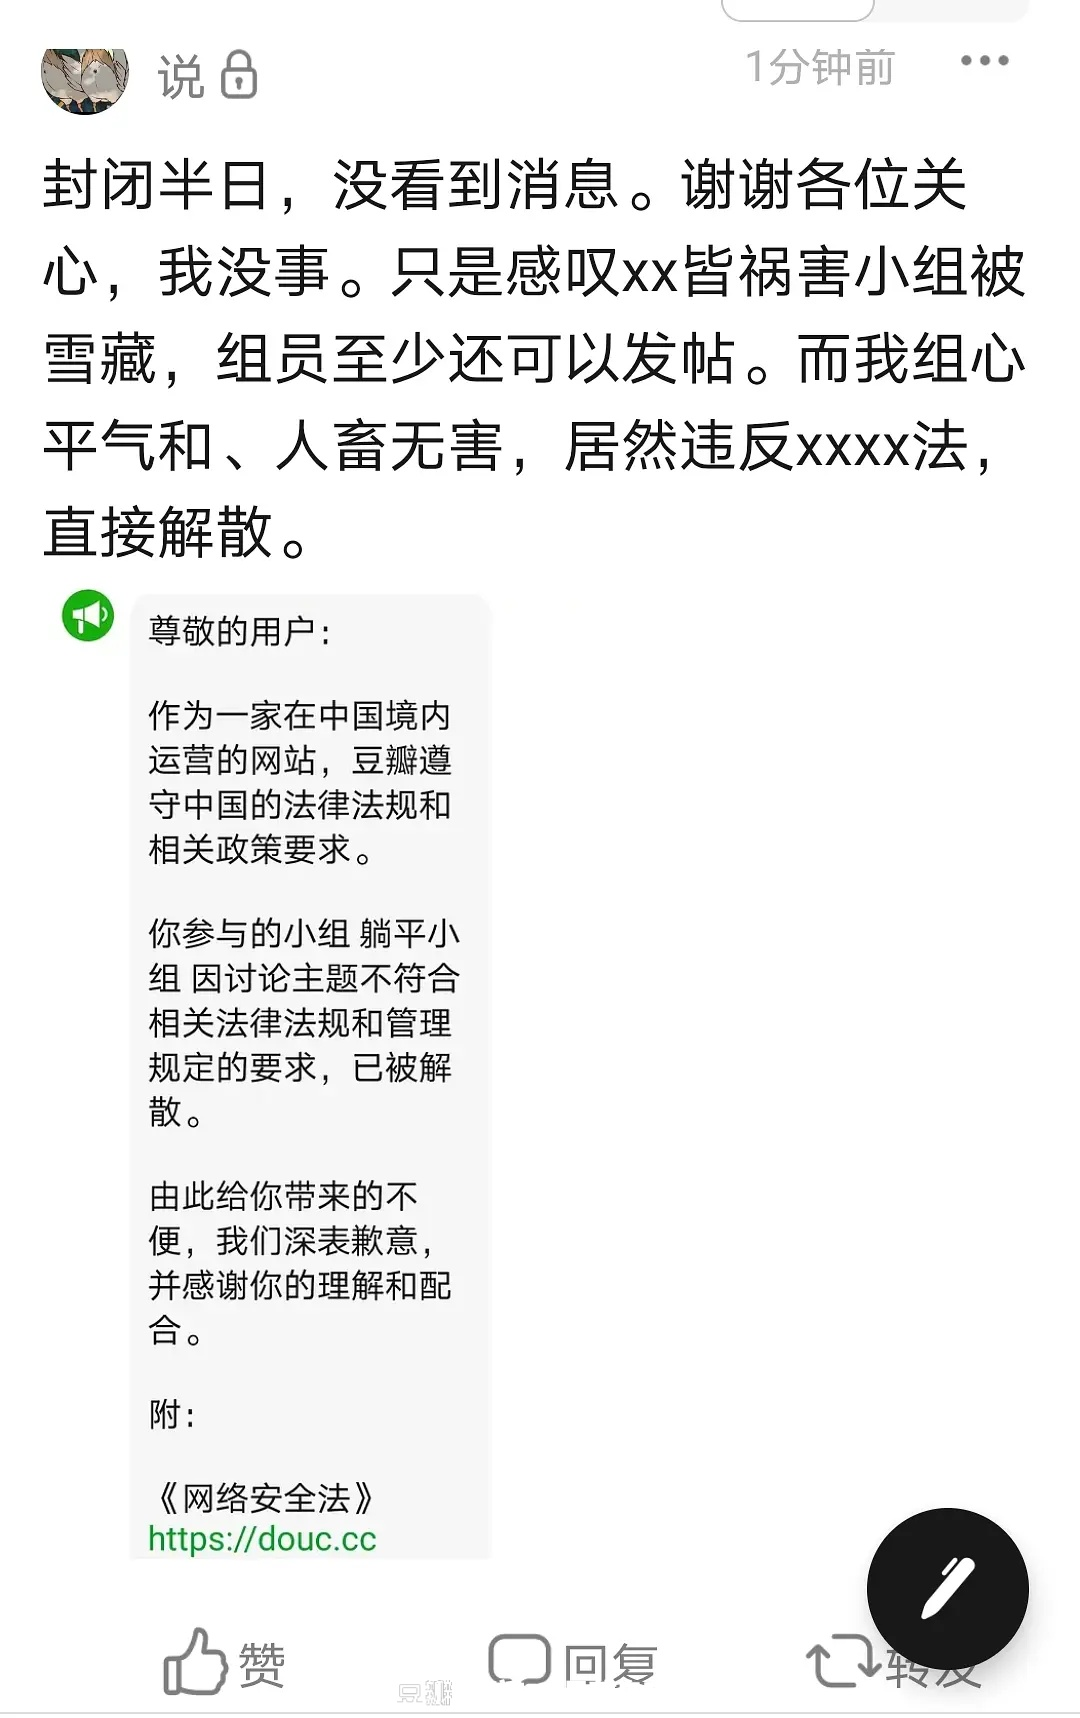 说
1分钟前
封闭半日，没看到消息。谢谢各位关
心，我没事。只是感叹xx皆祸害小组被
雪藏，组员至少还可以发帖。而我组心
平气和、人畜无害，居然违反xxxx法，
直接解散。
尊敬的用户：
作为一家在中国境内
运营的网站，豆瓣遵
守中国的法律法规和
相关政策要求。
你参与的小组 躺平小
组 因讨论主题不符合
相关法律法规和管理
规定的要求，已被解
散。
由此给你带来的不
便，我们深表歉意，
并感谢你的理解和配
合。
附：
《网络安全法》
https://douc.cc
赞
回复
转发
豆瓣